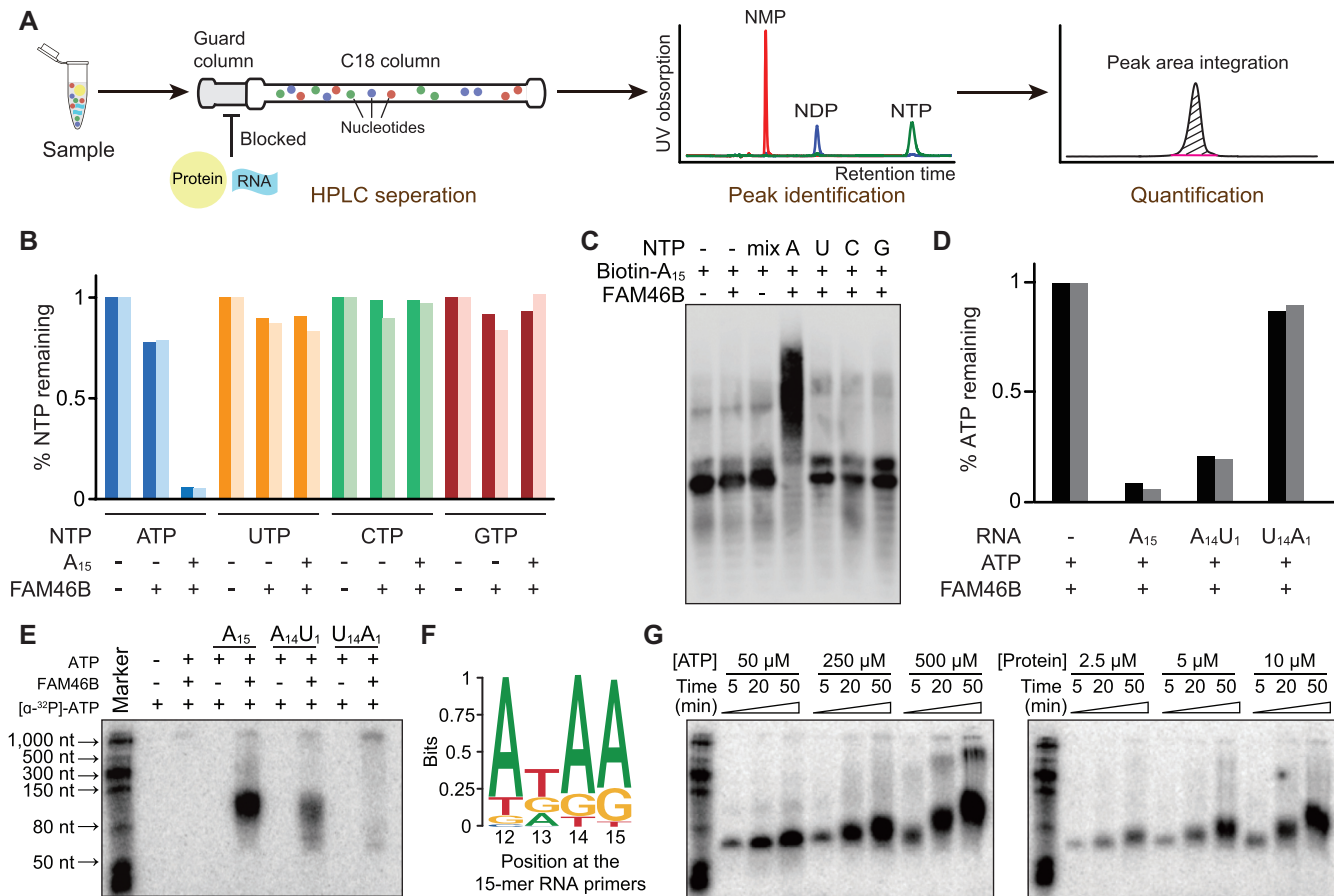 A
Guard column
C18 column
Nucleotides
Sample
Blocked
Protein
RNA
HPLC seperation
UV obsorption
NMP
NDP
NTP
Retention time
Peak identification
Peak area integration
Quantification
B
% NTP remaining
1
0.5
0
NTP ATP UTP CTP GTP
A₁₅ - - + - - + - - + - - +
FAM46B - + + - + + - + + - + +
C
NTP - - mix A U C G
Biotin-A₁₅ + + + + + + +
FAM46B - + - + + + +
D
% ATP remaining
1
0.5
0
RNA - A₁₅ A₁₄U₁ U₁₄A₁
ATP + + + +
FAM46B + + + +
E
Marker
A₁₅ A₁₄U₁ U₁₄A₁
ATP - + + + + + + +
FAM46B - + - + - + - +
[α-³²P]-ATP + + + + + + + +
1,000 nt
500 nt
300 nt
150 nt
80 nt
50 nt
F
Bits
1
0.75
0.5
0.25
0
A T G
T G A
A G T
A G T
12 13 14 15
Position at the
15-mer RNA primers
G
[ATP] 50 µM 250 µM 500 µM
Time (min) 5 20 50 5 20 50 5 20 50
[Protein] 2.5 µM 5 µM 10 µM
Time (min) 5 20 50 5 20 50 5 20 50